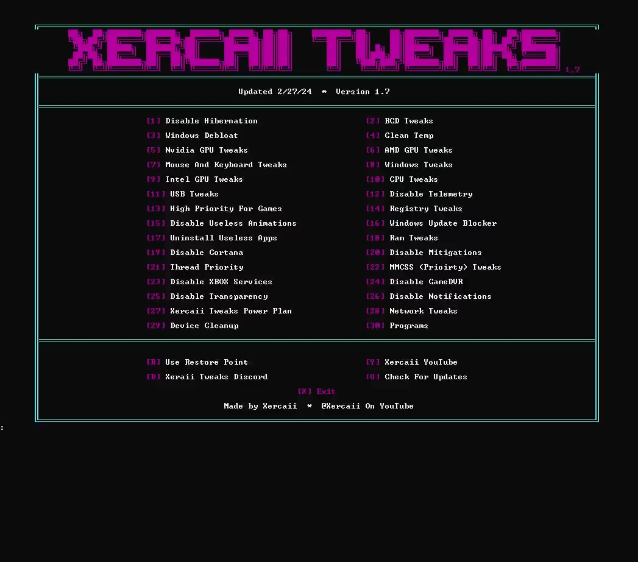 XERCAII TWEAKS 1.7
Updated 2/27/24 * Version 1.7
[1] Disable Hibernation [2] BCD Tweaks
[3] Windows Debloat [4] Clean Temp
[5] Nvidia GPU Tweaks [6] AMD GPU Tweaks
[7] Mouse And Keyboard Tweaks [8] Windows Tweaks
[9] Intel GPU Tweaks [10] CPU Tweaks
[11] USB Tweaks [12] Disable Telemetry
[13] High Priority For Games [14] Registry Tweaks
[15] Disable Useless Animations [16] Windows Update Blocker
[17] Uninstall Useless Apps [18] Ram Tweaks
[19] Disable Cortana [20] Disable Mitigations
[21] Thread Priority [22] MMCSS (Prioirty) Tweaks
[23] Disable XBOX Services [24] Disable GameDVR
[25] Disable Transparency [26] Disable Notifications
[27] Xercaii Tweaks Power Plan [28] Network Tweaks
[29] Device Cleanup [30] Programs
[R] Use Restore Point [Y] Xercaii YouTube
[D] Xeraii Tweaks Discord [U] Check For Updates
[X] Exit
Made by Xercaii * @Xercaii On YouTube
: